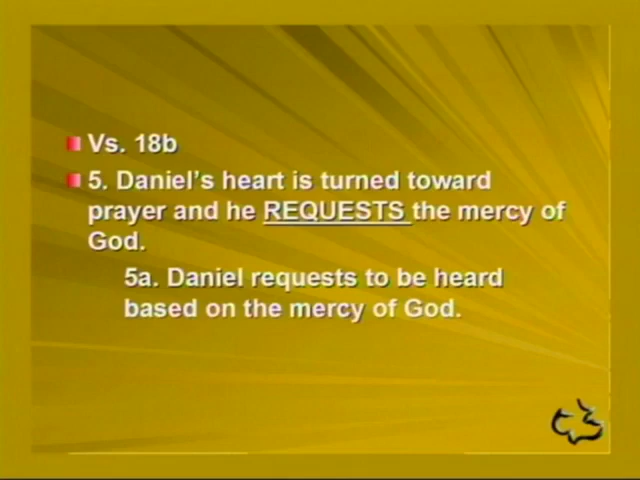 Vs. 18b
5. Daniel's heart is turned toward
prayer and he REQUESTS the mercy of
God.
5a. Daniel requests to be heard
based on the mercy of God.